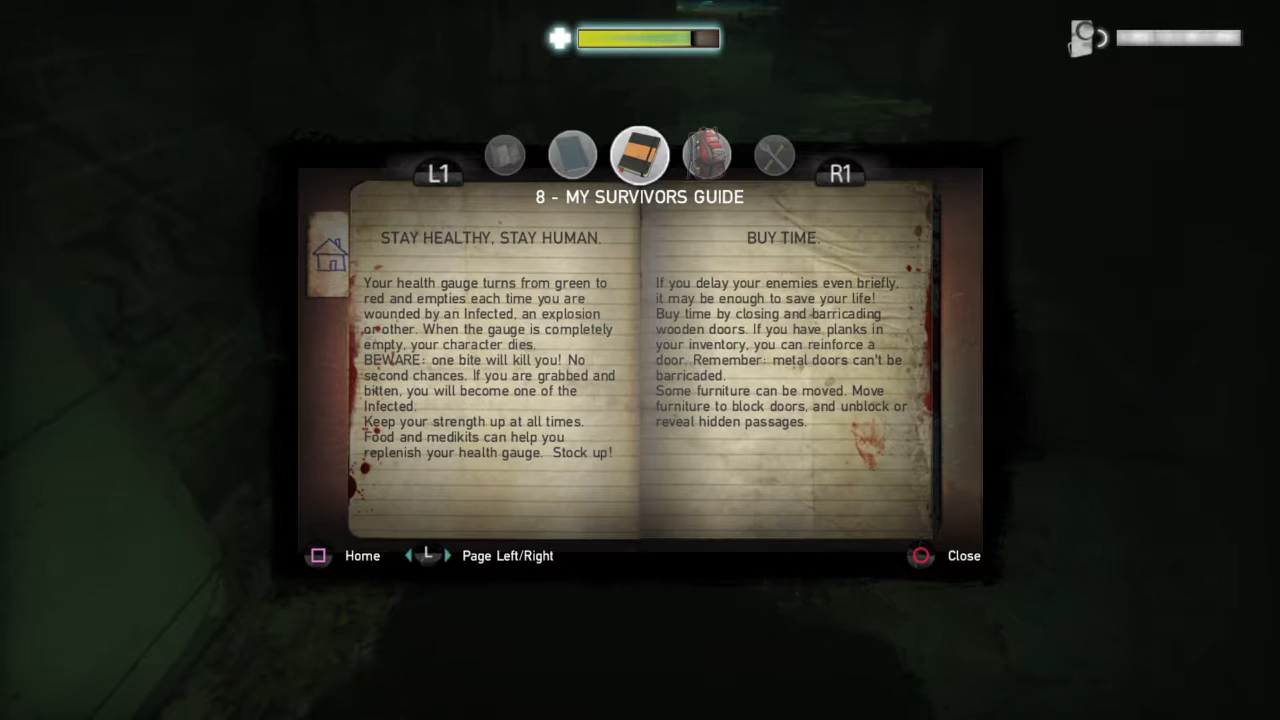 L1
R1
8 - MY SURVIVORS GUIDE
STAY HEALTHY, STAY HUMAN.
Your health gauge turns from green to
red and empties each time you are
wounded by an Infected, an explosion
or other. When the gauge is completely
empty, your character dies.
BEWARE: one bite will kill you! No
second chances. If you are grabbed and
bitten, you will become one of the
Infected.
Keep your strength up at all times.
Food and medikits can help you
replenish your health gauge.  Stock up!
BUY TIME.
If you delay your enemies even briefly,
it may be enough to save your life!
Buy time by closing and barricading
wooden doors. If you have planks in
your inventory, you can reinforce a
door. Remember: metal doors can't be
barricaded.
Some furniture can be moved. Move
furniture to block doors, and unblock or
reveal hidden passages.
Home
L
Page Left/Right
Close